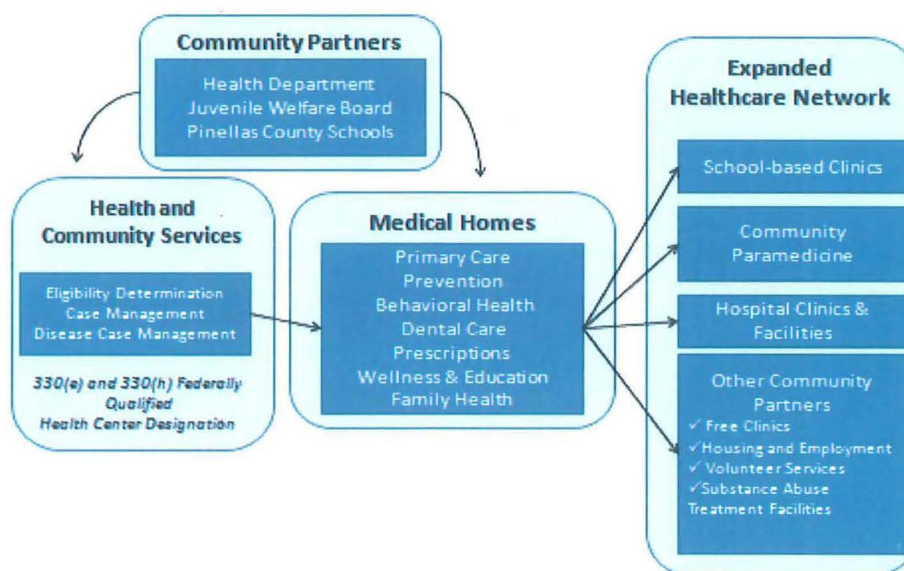 Community Partners
Health Department
Juvenile Welfare Board
Pinellas County Schools
Health and
Community Services
Eligibility Determination
Case Management
Disease Case Management
330(e) and 330(h) Federally
Qualified
Health Center Designation
Medical Homes
Primary Care
Prevention
Behavioral Health
Dental Care
Prescriptions
Wellness & Education
Family Health
Expanded
Healthcare Network
School-based Clinics
Community
Paramedicine
Hospital Clinics &
Facilities
Other Community
Partners
✓ Free Clinics
✓Housing and Employment
✓ Volunteer Services
✓Substance Abuse
Treatment Facilities